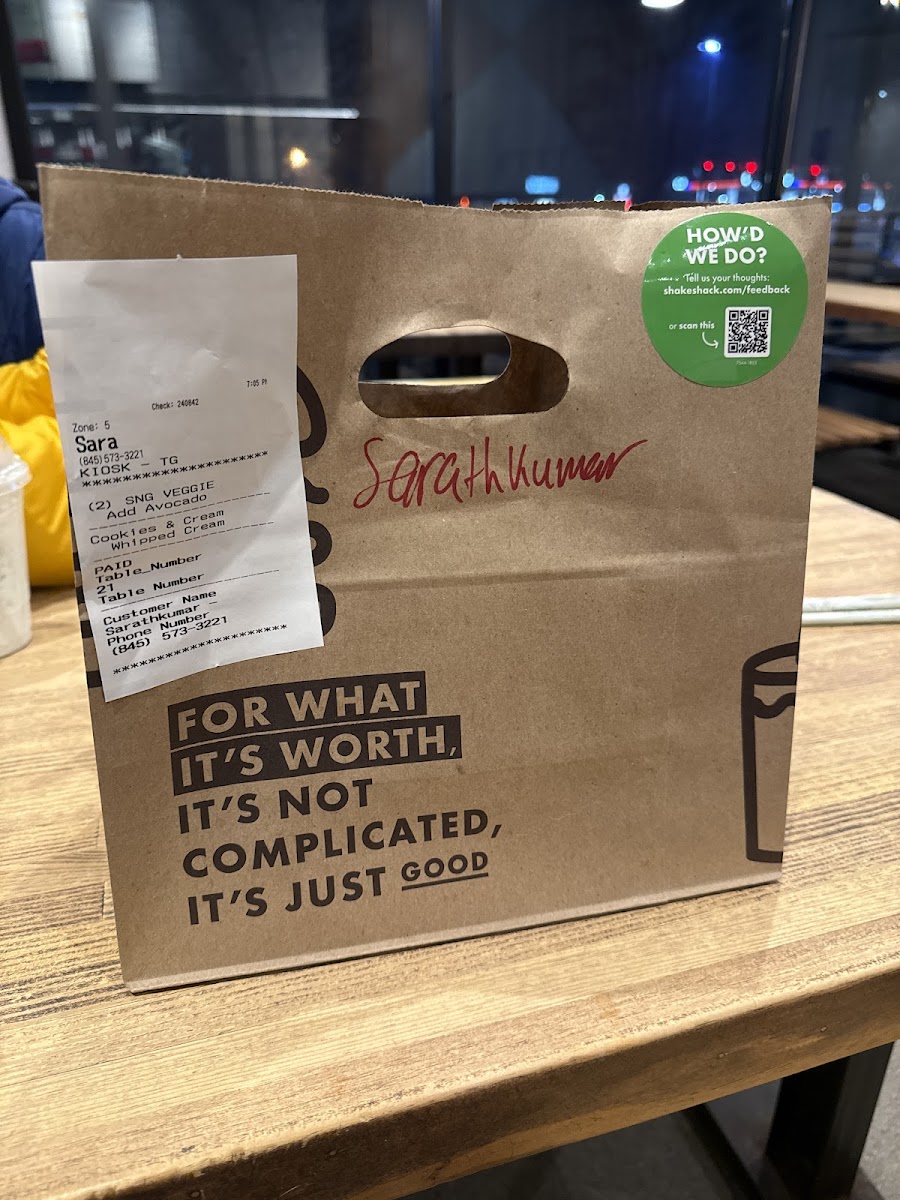 7:05 P
Check: 240842
Zone: 5
Sara
(845)573-3221
KIOSK - TG
********************
(2) SNG VEGGIE
Add Avocado
Cookies & Cream
Whipped Cream
PAID
Table_Number
21
Table Number
Customer Name
Sarathkumar
Phone Number
(845) 573-3221
********************
Sarathkumar
HOW'D
WE DO?
Tell us your thoughts:
shakeshack.com/feedback
or scan this
FOR WHAT
IT'S WORTH,
IT'S NOT
COMPLICATED,
IT'S JUST GOOD